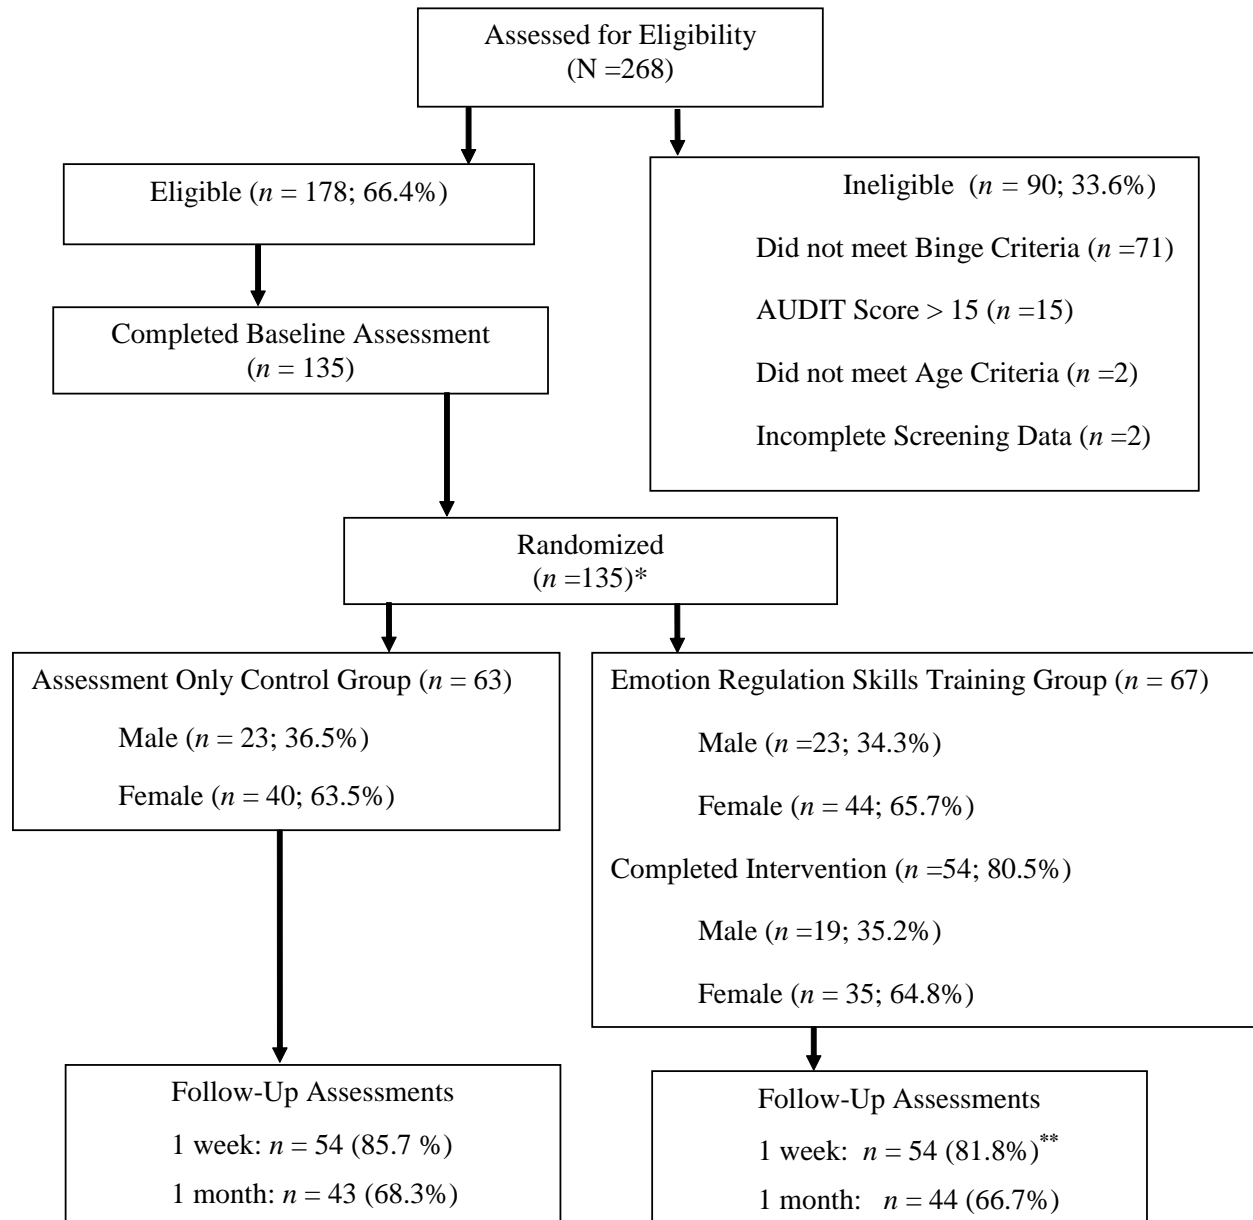 Assessed for Eligibility
(N =268)
Eligible (n = 178; 66.4%)
Ineligible (n = 90; 33.6%)
Did not meet Binge Criteria (n =71)
AUDIT Score > 15 (n =15)
Did not meet Age Criteria (n =2)
Incomplete Screening Data (n =2)
Completed Baseline Assessment
(n = 135)
Randomized
(n =135)*
Assessment Only Control Group (n = 63)
Male (n = 23; 36.5%)
Female (n = 40; 63.5%)
Emotion Regulation Skills Training Group (n = 67)
Male (n =23; 34.3%)
Female (n = 44; 65.7%)
Completed Intervention (n =54; 80.5%)
Male (n =19; 35.2%)
Female (n = 35; 64.8%)
Follow-Up Assessments
1 week: n = 54 (85.7 %)
1 month: n = 43 (68.3%)
Follow-Up Assessments
1 week: n = 54 (81.8%)**
1 month: n = 44 (66.7%)